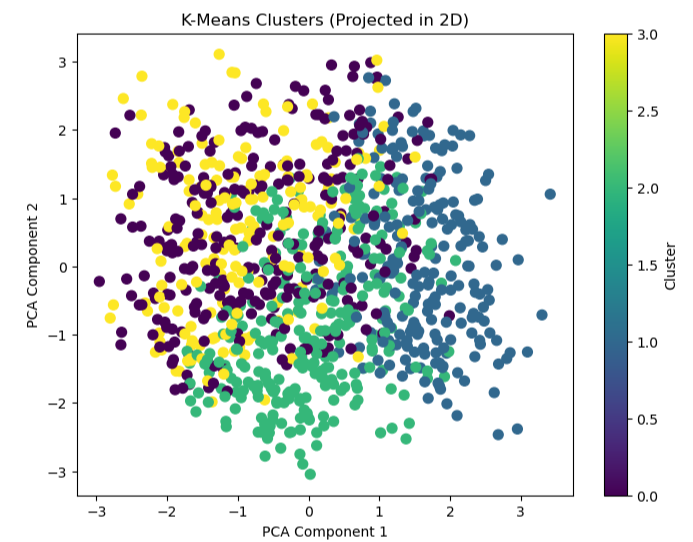 K-Means Clusters (Projected in 2D)
3
2
1
0
−1
−2
−3
PCA Component 2
−3 −2 −1 0 1 2 3
PCA Component 1
3.0
2.5
2.0
1.5
1.0
0.5
0.0
Cluster